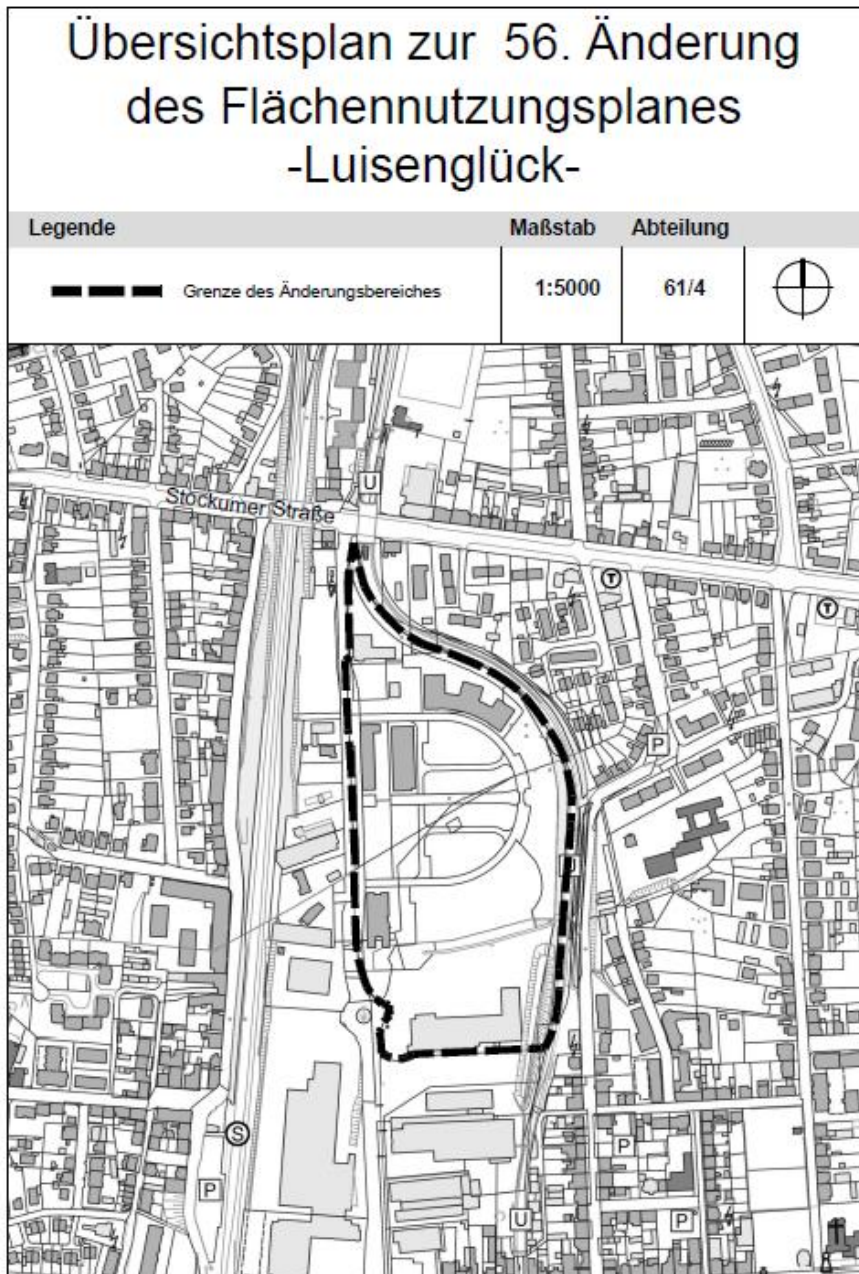 Übersichtsplan zur 56. Änderung
des Flächennutzungsplanes
-Luisenglück-
Legende Maßstab Abteilung
Grenze des Änderungsbereiches 1:5000 61/4
U
Stockumer Straße
T
T
P
S
P
P
U
P